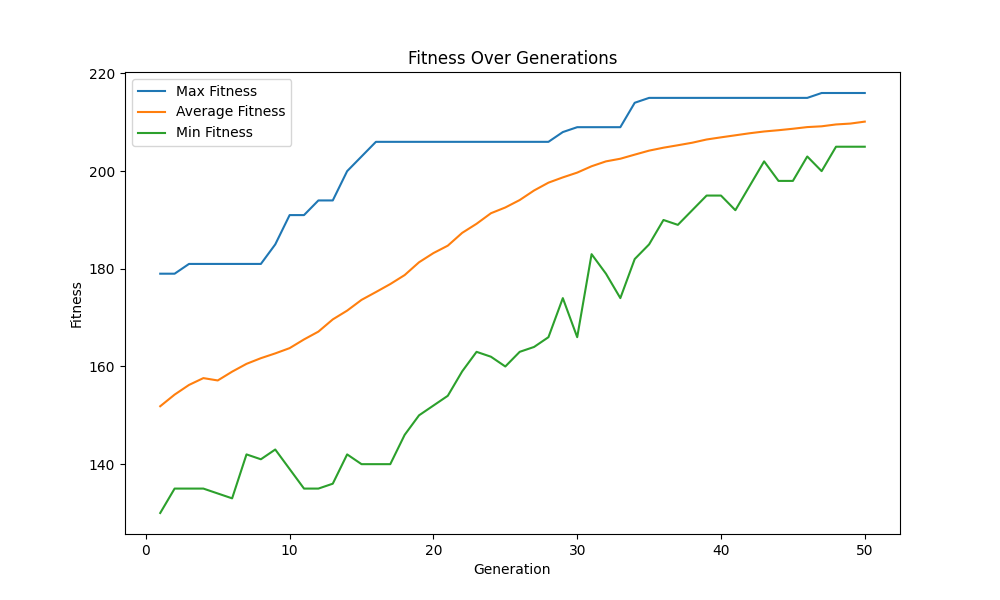 Fitness Over Generations
Max Fitness
Average Fitness
Min Fitness
Fitness
220
200
180
160
140
0 10 20 30 40 50
Generation